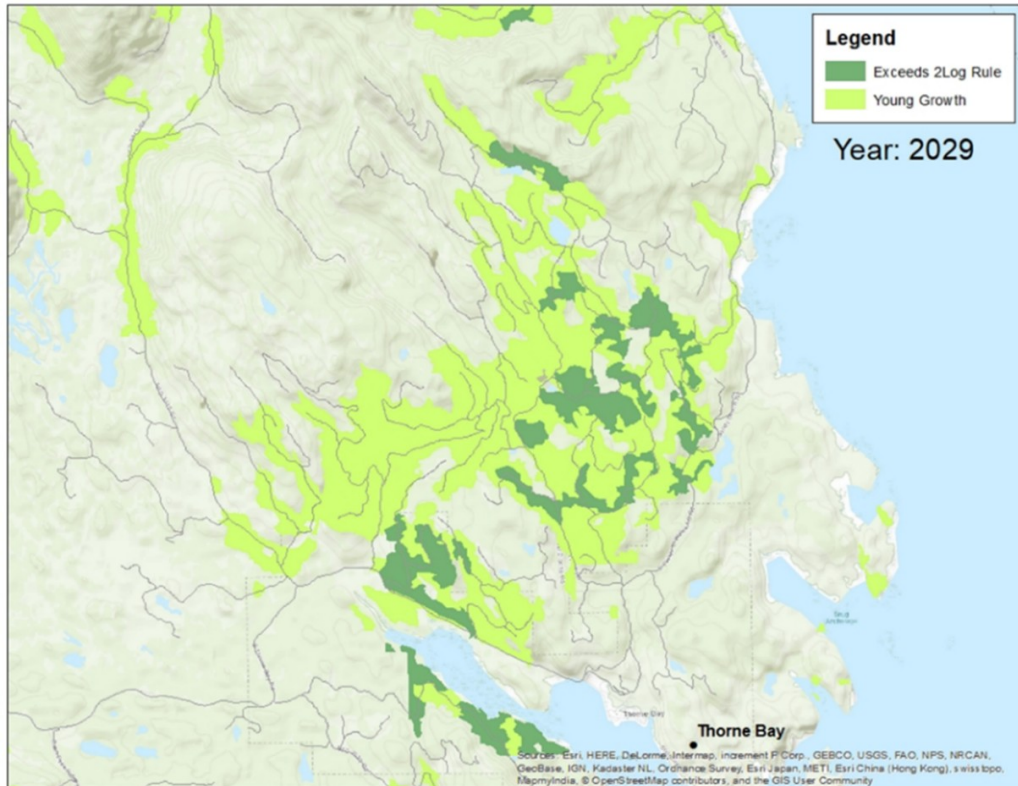 Legend
Exceeds 2Log Rule
Young Growth
Year: 2029
Thorne Bay
Thorne Bay
Sources: Esri, HERE, DeLorme, Intermap, increment P Corp., GEBCO, USGS, FAO, NPS, NRCAN,
GeoBase, IGN, Kadaster NL, Ordnance Survey, Esri Japan, METI, Esri China (Hong Kong), swisstopo,
MapmyIndia, © OpenStreetMap contributors, and the GIS User Community